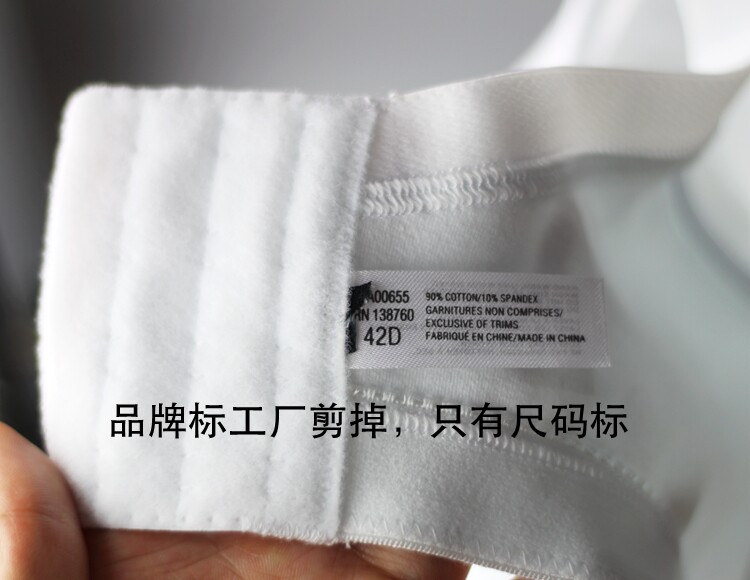 A00655
RN 138760
42D
90% COTTON/10% SPANDEX
GARNITURES NON COMPRISES/
EXCLUSIVE OF TRIMS
FABRIQUÉ EN CHINE/MADE IN CHINA
品牌标工厂剪掉，只有尺码标